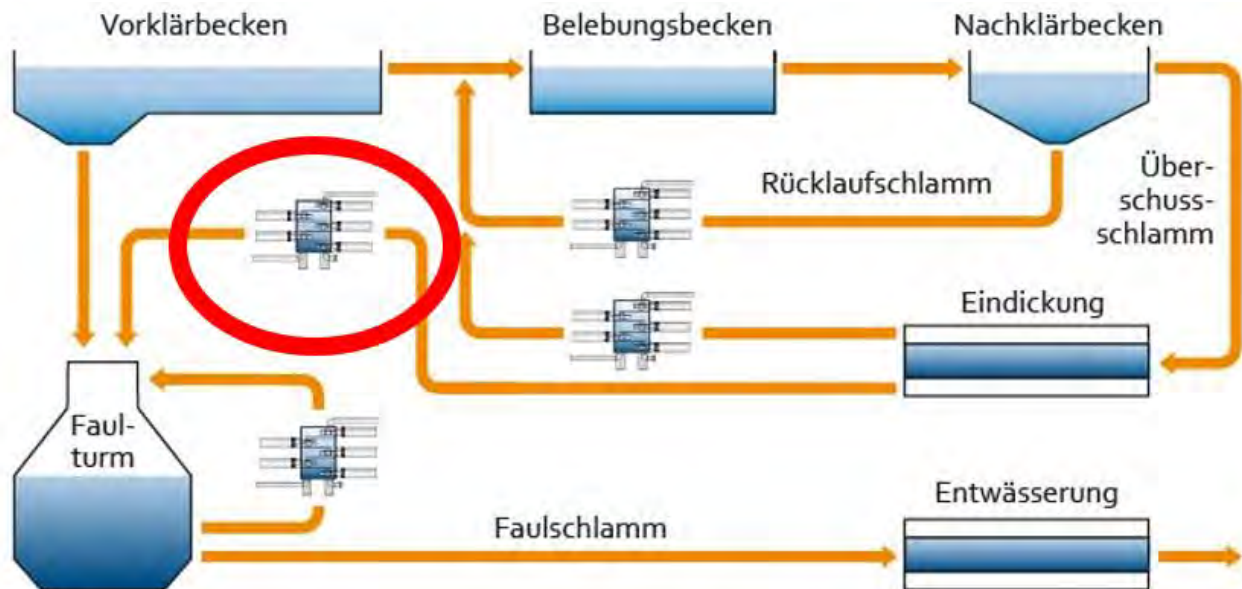 Vorklärbecken
Belebungsbecken
Nachklärbecken
Rücklaufschlamm
Über-
schuss-
schlamm
Eindickung
Faul-
turm
Entwässerung
Faulschlamm